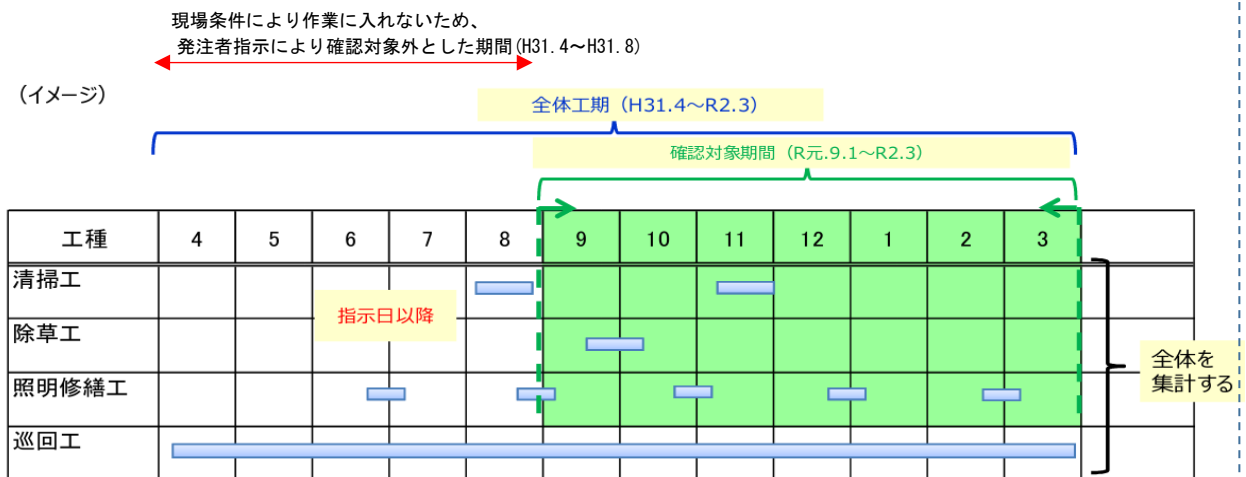 現場条件により作業に入れないため、
発注者指示により確認対象外とした期間(H31.4～H31.8)
（イメージ）
全体工期（H31.4～R2.3）
確認対象期間（R元.9.1～R2.3）
工種 4 5 6 7 8 9 10 11 12 1 2 3
清掃工
指示日以降
除草工
全体を
集計する
照明修繕工
巡回工